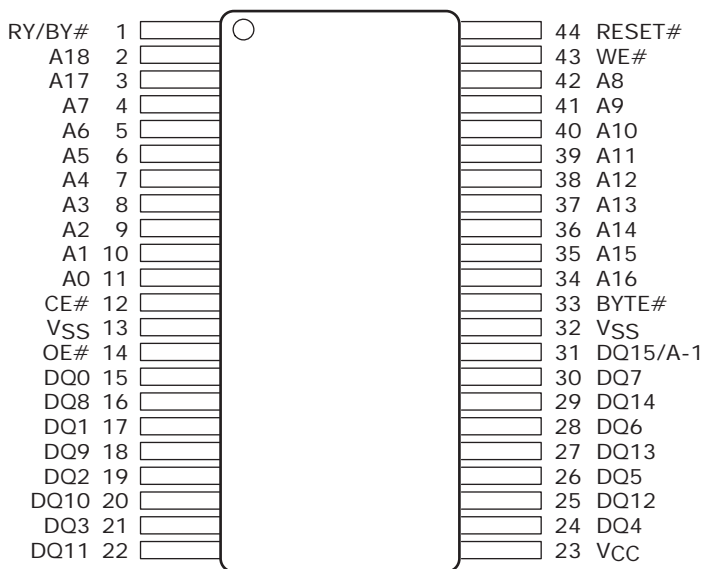 RY/BY# 1 44 RESET#
A18 2 43 WE#
A17 3 42 A8
A7 4 41 A9
A6 5 40 A10
A5 6 39 A11
A4 7 38 A12
A3 8 37 A13
A2 9 36 A14
A1 10 35 A15
A0 11 34 A16
CE# 12 33 BYTE#
VSS 13 32 VSS
OE# 14 31 DQ15/A-1
DQ0 15 30 DQ7
DQ8 16 29 DQ14
DQ1 17 28 DQ6
DQ9 18 27 DQ13
DQ2 19 26 DQ5
DQ10 20 25 DQ12
DQ3 21 24 DQ4
DQ11 22 23 VCC